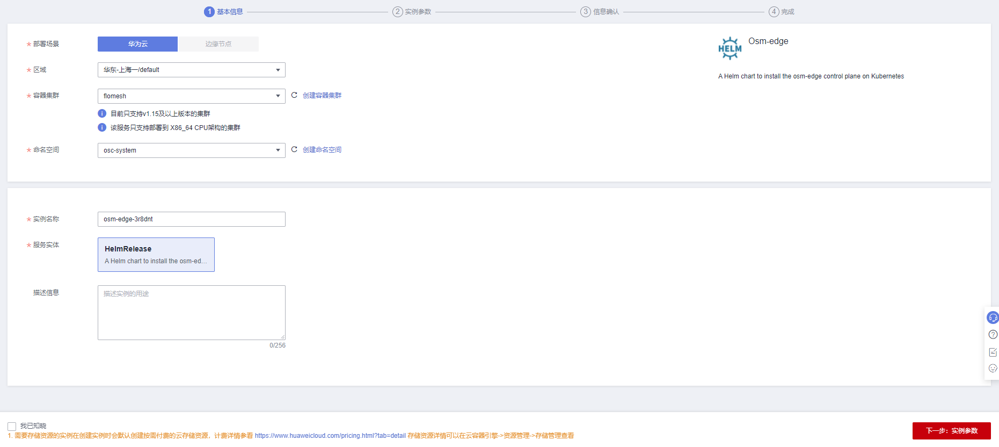 1 基本信息
2 实例参数
3 信息确认
4 完成
* 部署场景
华为云
边缘节点
* 区域
华东-上海一/default
* 容器集群
flomesh
创建容器集群
目前只支持v1.15及以上版本的集群
该服务只支持部署到 X86_64 CPU架构的集群
* 命名空间
osc-system
创建命名空间
HELM
Osm-edge
A Helm chart to install the osm-edge control plane on Kubernetes
* 实例名称
osm-edge-3r8dnt
* 服务实体
HelmRelease
A Helm chart to install the osm-ed...
描述信息
描述实例的用途
0/256
我已知晓
1. 需要存储资源的实例在创建实例时会默认创建按需付费的云存储资源，计费详情参看 https://www.huaweicloud.com/pricing.html?tab=detail 存储资源详情可以在云容器引擎->资源管理->存储管理查看
下一步：实例参数